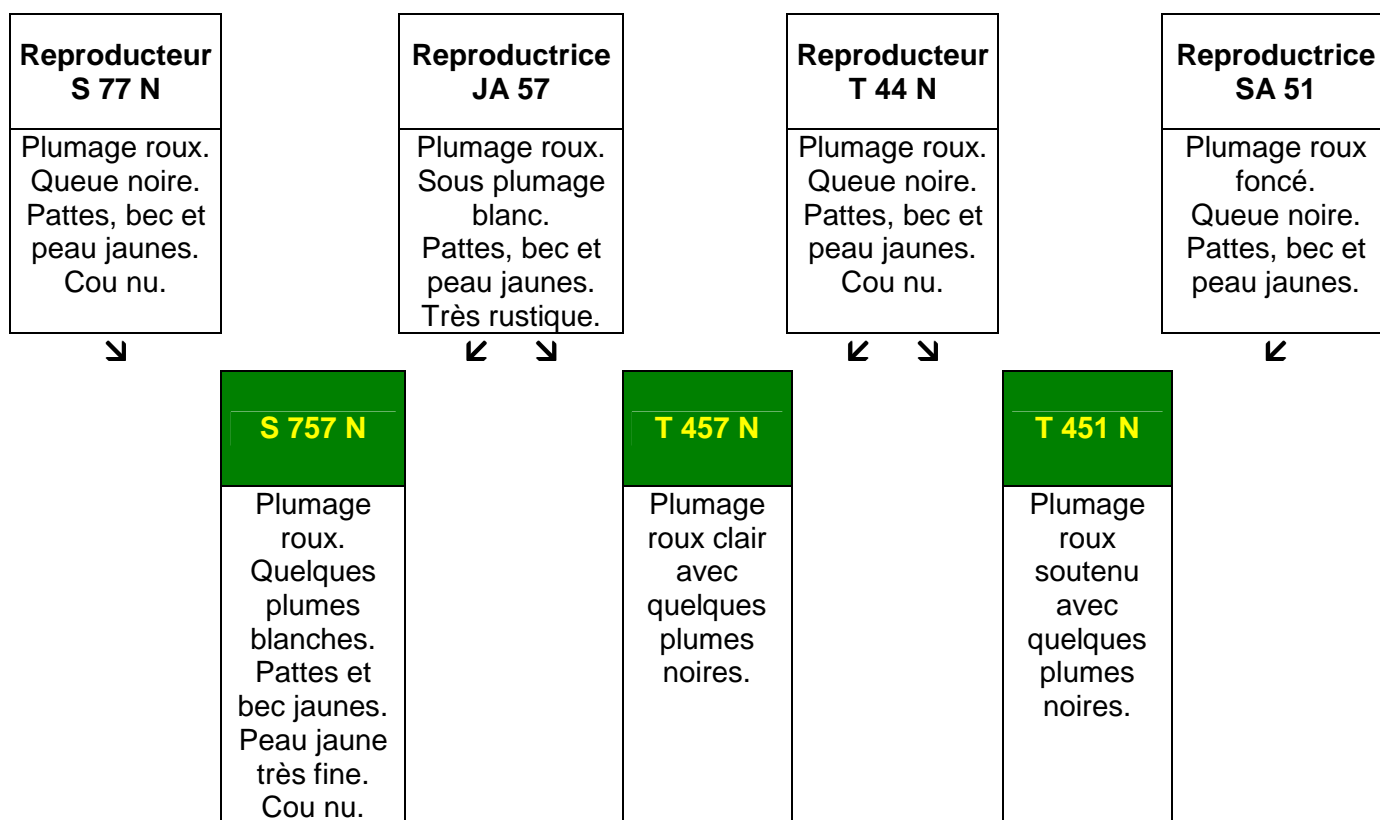 Reproducteur
S 77 N
Plumage roux.
Queue noire.
Pattes, bec et
peau jaunes.
Cou nu.
Reproductrice
JA 57
Plumage roux.
Sous plumage
blanc.
Pattes, bec et
peau jaunes.
Très rustique.
Reproducteur
T 44 N
Plumage roux.
Queue noire.
Pattes, bec et
peau jaunes.
Cou nu.
Reproductrice
SA 51
Plumage roux
foncé.
Queue noire.
Pattes, bec et
peau jaunes.
S 757 N
Plumage
roux.
Quelques
plumes
blanches.
Pattes et
bec jaunes.
Peau jaune
très fine.
Cou nu.
T 457 N
Plumage
roux clair
avec
quelques
plumes
noires.
T 451 N
Plumage
roux
soutenu
avec
quelques
plumes
noires.